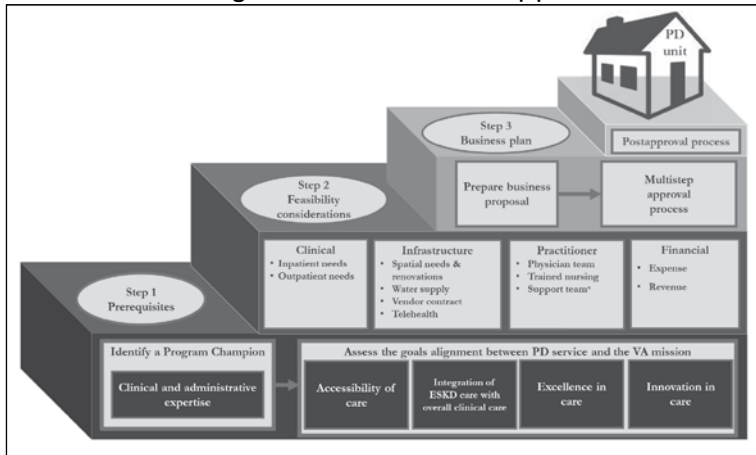 PD
unit
Step 3
Business plan
Postapproval process
Step 2
Feasibility
considerations
Prepare business
proposal
Multistep
approval
process
Clinical
• Inpatient needs
• Outpatient needs
Infrastructure
• Spatial needs &
renovations
• Water supply
• Vendor contract
• Telehealth
Practitioner
• Physician team
• Trained nursing
• Support teamᵃ
Financial
• Expense
• Revenue
Step 1
Prerequisites
Identify a Program Champion
Clinical and administrative
expertise
Assess the goals alignment between PD service and the VA mission
Accessibility of
care
Integration of
ESKD care with
overall clinical care
Excellence in
care
Innovation in
care